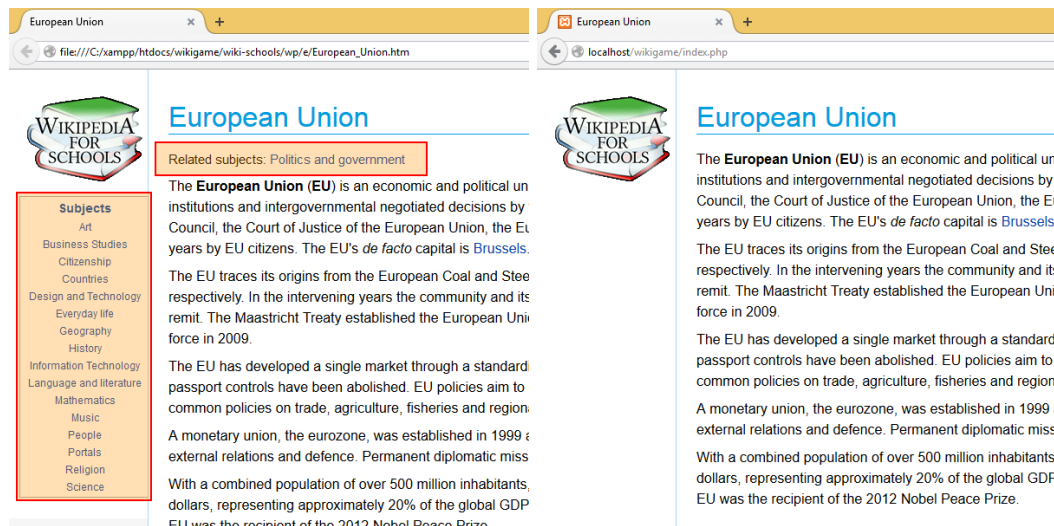 European Union × +
file:///C:/xampp/htdocs/wikigame/wiki-schools/wp/e/European_Union.htm
WIKIPEDIA
FOR
SCHOOLS
Subjects
Art
Business Studies
Citizenship
Countries
Design and Technology
Everyday life
Geography
History
Information Technology
Language and literature
Mathematics
Music
People
Portals
Religion
Science
European Union
Related subjects: Politics and government
The European Union (EU) is an economic and political un
institutions and intergovernmental negotiated decisions by
Council, the Court of Justice of the European Union, the Eu
years by EU citizens. The EU's de facto capital is Brussels.
The EU traces its origins from the European Coal and Stee
respectively. In the intervening years the community and its
remit. The Maastricht Treaty established the European Uni
force in 2009.
The EU has developed a single market through a standardi
passport controls have been abolished. EU policies aim to
common policies on trade, agriculture, fisheries and region
A monetary union, the eurozone, was established in 1999 a
external relations and defence. Permanent diplomatic miss
With a combined population of over 500 million inhabitants,
dollars, representing approximately 20% of the global GDP
EU was the recipient of the 2012 Nobel Peace Prize.
European Union × +
localhost/wikigame/index.php
WIKIPEDIA
FOR
SCHOOLS
European Union
The European Union (EU) is an economic and political un
institutions and intergovernmental negotiated decisions by
Council, the Court of Justice of the European Union, the E
years by EU citizens. The EU's de facto capital is Brussels
The EU traces its origins from the European Coal and Stee
respectively. In the intervening years the community and it
remit. The Maastricht Treaty established the European Uni
force in 2009.
The EU has developed a single market through a standard
passport controls have been abolished. EU policies aim to
common policies on trade, agriculture, fisheries and region
A monetary union, the eurozone, was established in 1999
external relations and defence. Permanent diplomatic miss
With a combined population of over 500 million inhabitants
dollars, representing approximately 20% of the global GDP
EU was the recipient of the 2012 Nobel Peace Prize.